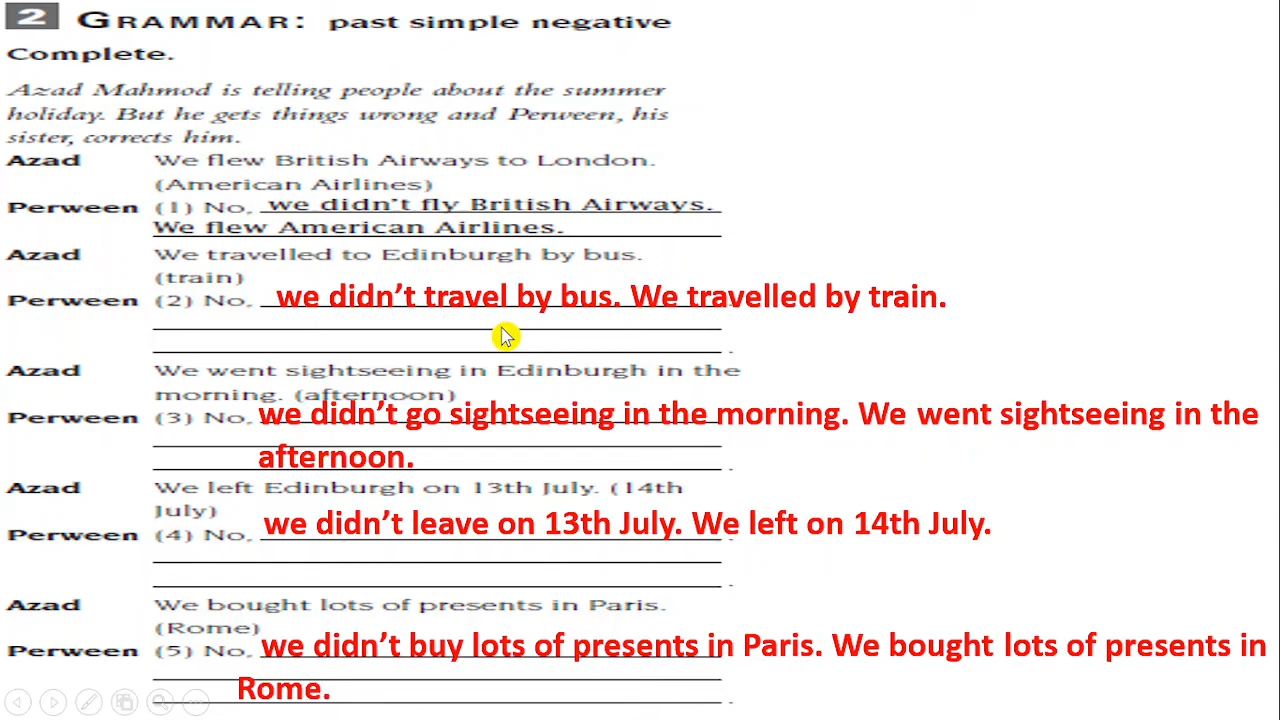 2 GRAMMAR: past simple negative
Complete.
Azad Mahmod is telling people about the summer
holiday. But he gets things wrong and Perween, his
sister, corrects him.
Azad We flew British Airways to London.
(American Airlines)
Perween (1) No, we didn't fly British Airways.
We flew American Airlines.
Azad We travelled to Edinburgh by bus.
(train)
Perween (2) No, we didn't travel by bus. We travelled by train.
Azad We went sightseeing in Edinburgh in the
morning. (afternoon)
Perween (3) No, we didn't go sightseeing in the morning. We went sightseeing in the
afternoon.
Azad We left Edinburgh on 13th July. (14th
July)
Perween (4) No, we didn't leave on 13th July. We left on 14th July.
Azad We bought lots of presents in Paris.
(Rome)
Perween (5) No, we didn't buy lots of presents in Paris. We bought lots of presents in
Rome.